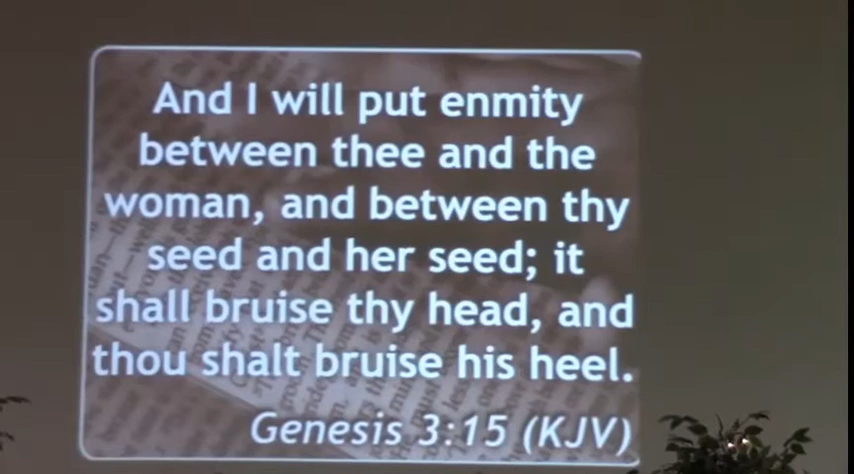 And I will put enmity
between thee and the
woman, and between thy
seed and her seed; it
shall bruise thy head, and
thou shalt bruise his heel.
Genesis 3:15 (KJV)